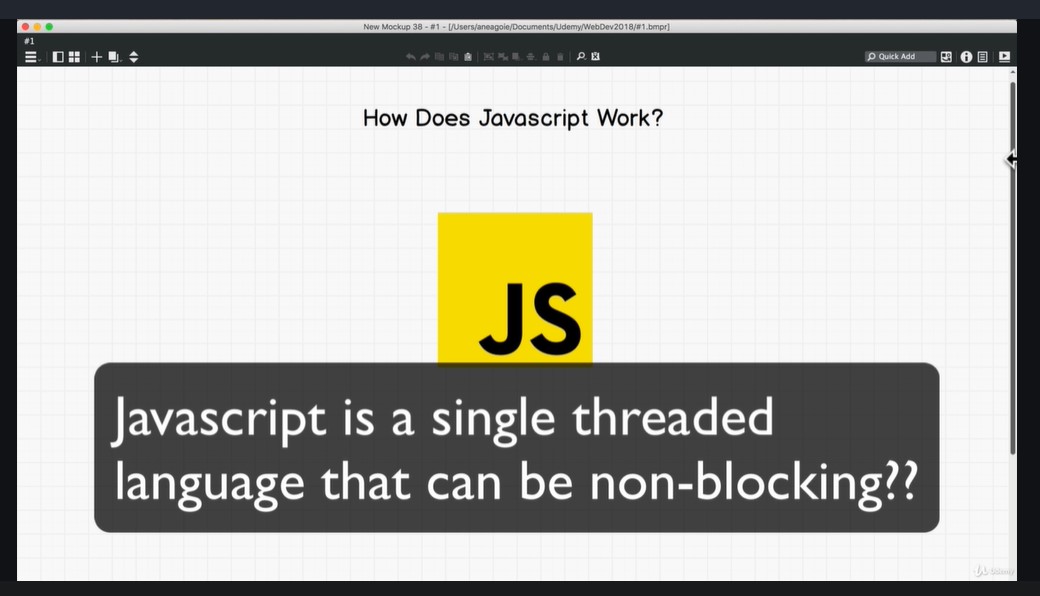 New Mockup 38 - #1 - [/Users/aneagoie/Documents/Udemy/WebDev2018/#1.bmpr]
#1
Quick Add
How Does Javascript Work?
JS
Javascript is a single threaded
language that can be non-blocking??
Udemy